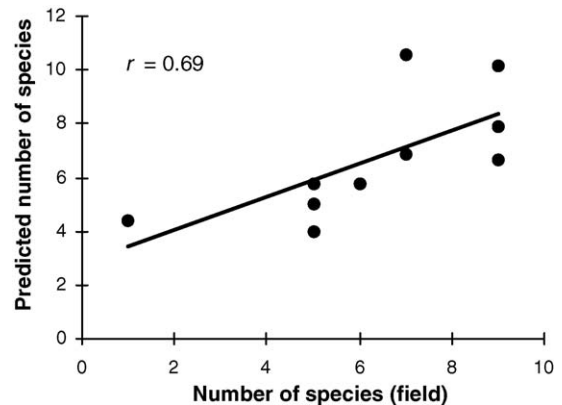 12
10
8
6
4
2
0
r = 0.69
Predicted number of species
0 2 4 6 8 10
Number of species (field)